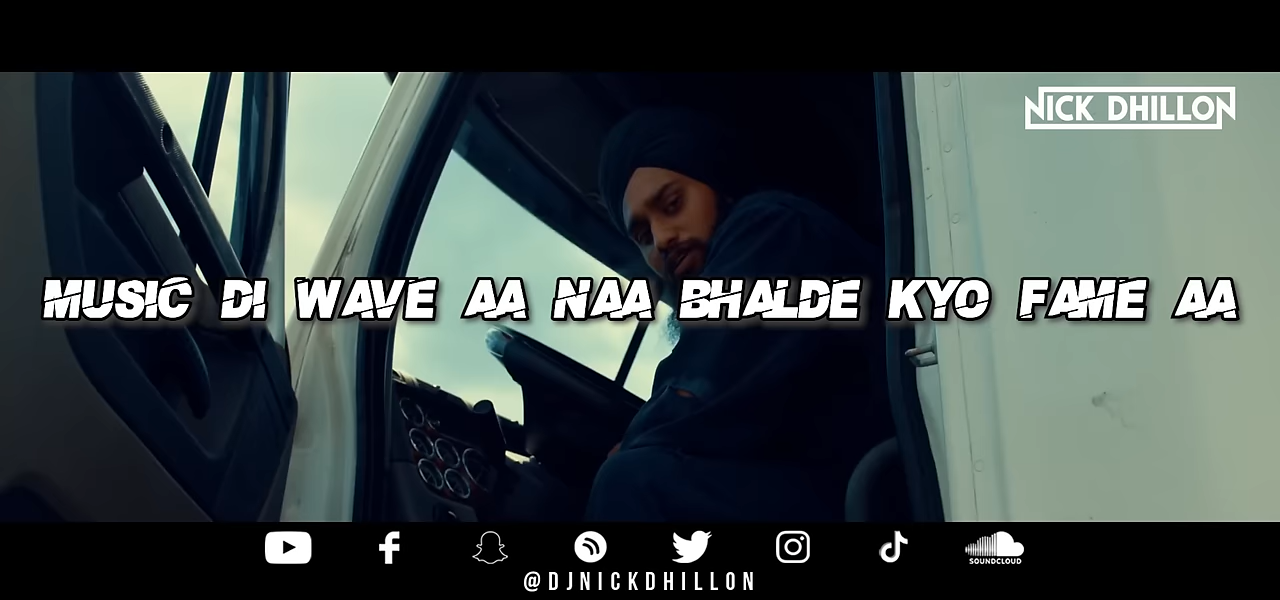 NICK DHILLON
MUSIC DI WAVE AA NAA BHALDE KYO FAME AA
SOUNDCLOUD
@DJNICKDHILLON